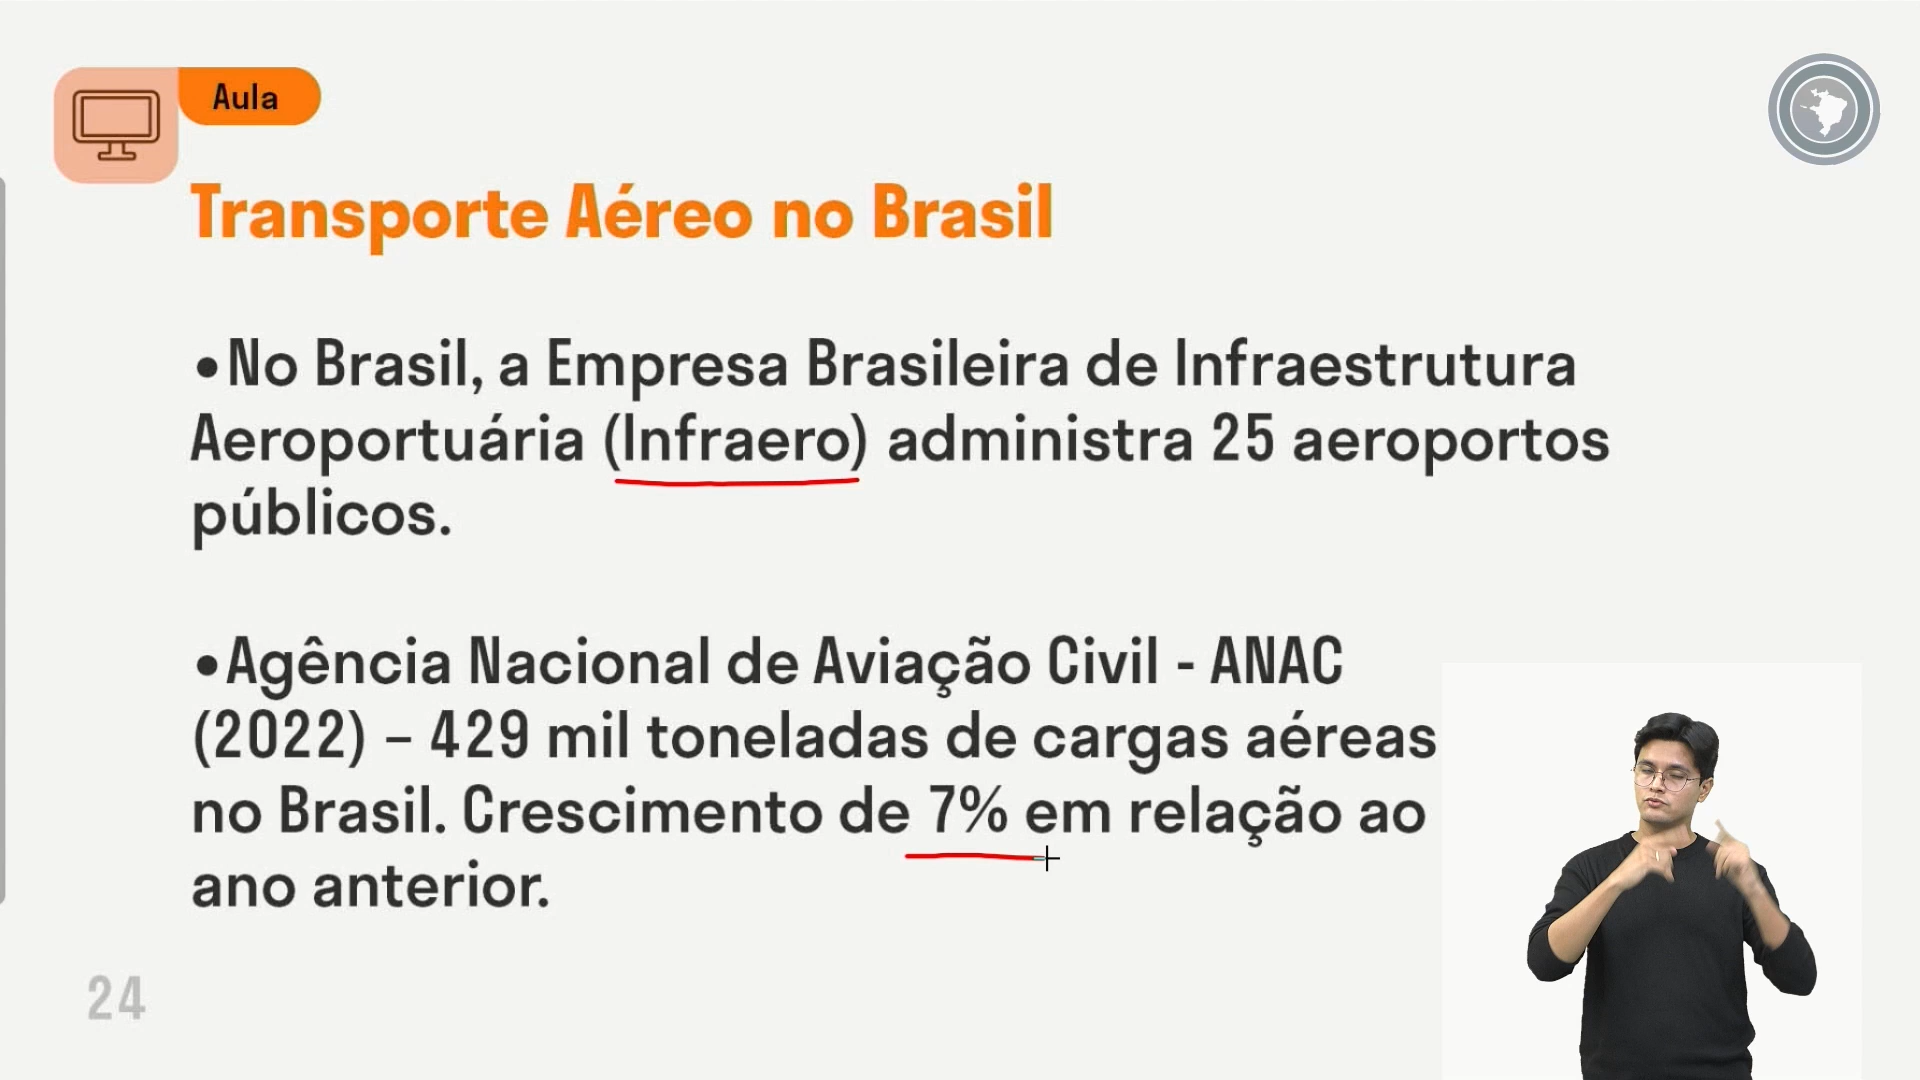 Aula
Transporte Aéreo no Brasil
•No Brasil, a Empresa Brasileira de Infraestrutura
Aeroportuária (Infraero) administra 25 aeroportos
públicos.
•Agência Nacional de Aviação Civil - ANAC
(2022) – 429 mil toneladas de cargas aéreas
no Brasil. Crescimento de 7% em relação ao
ano anterior.
24